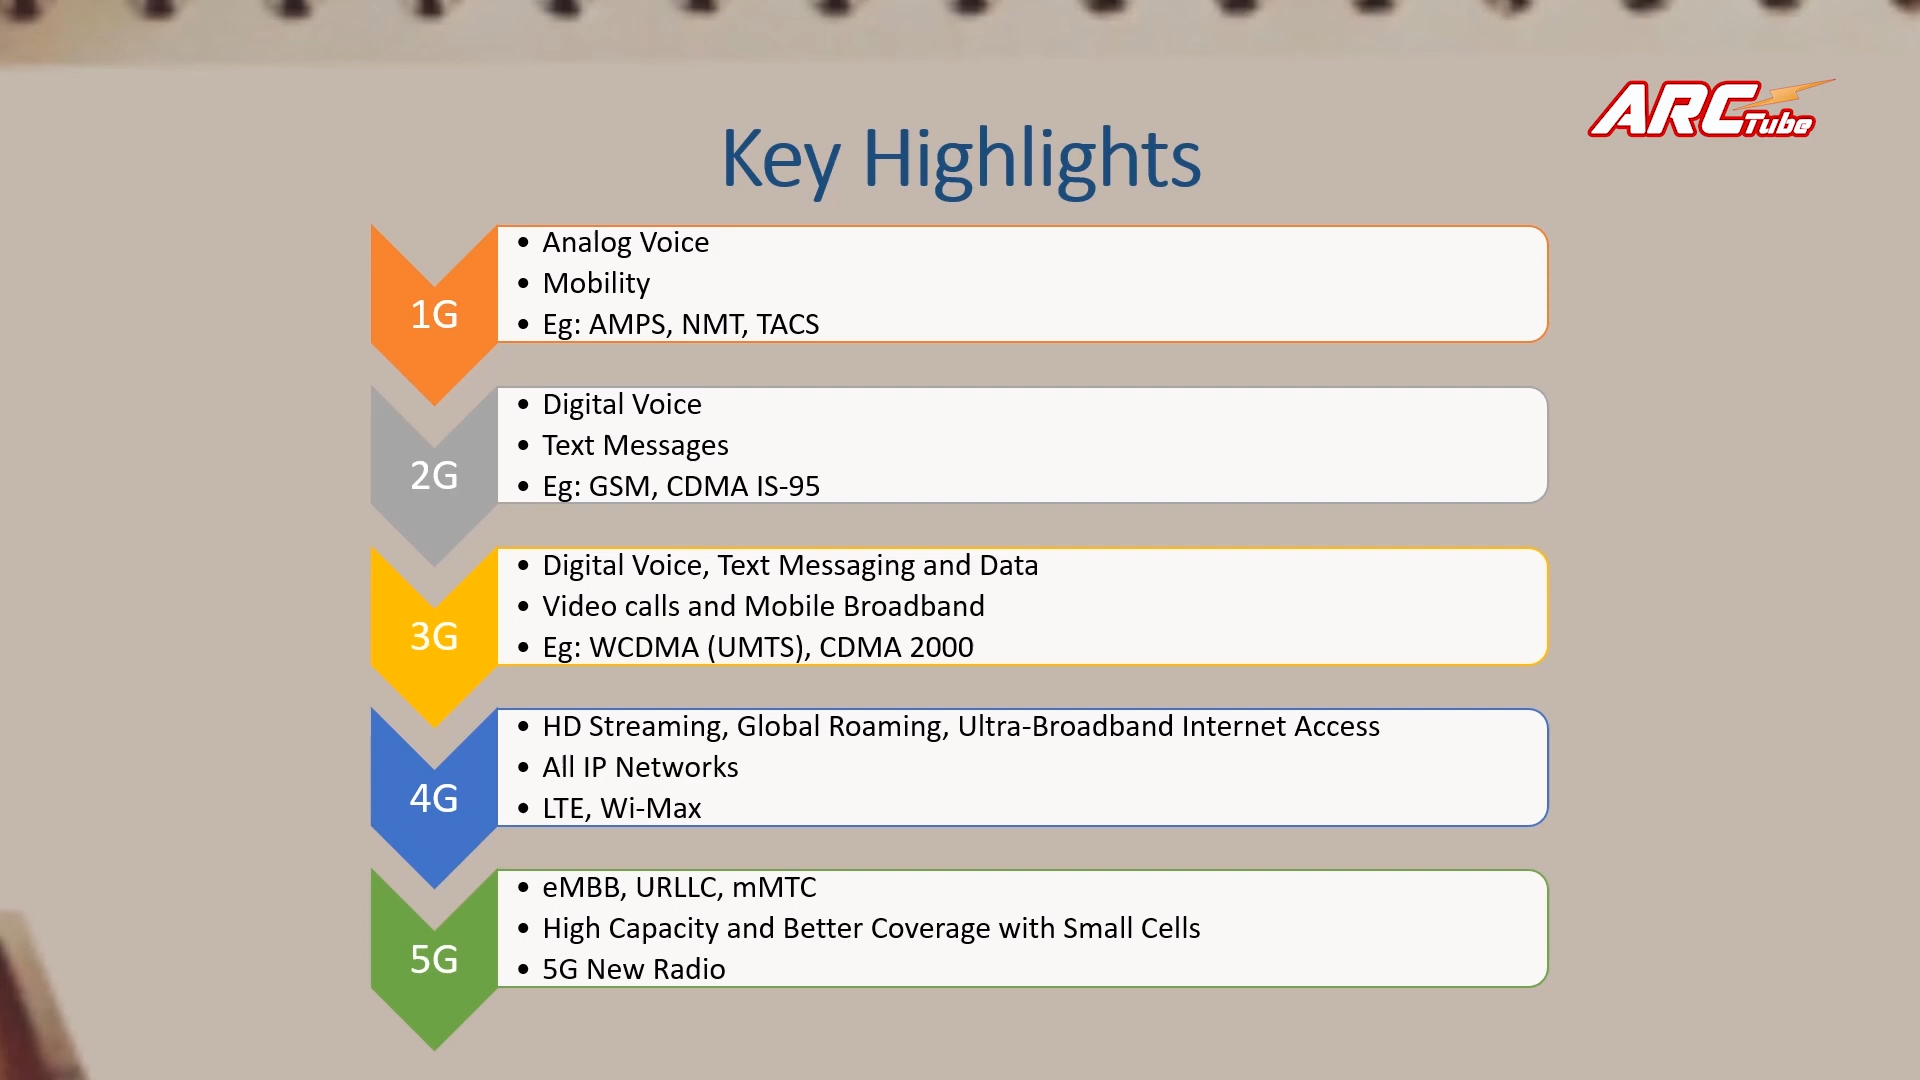 ARC Tube
Key Highlights
1G
• Analog Voice
• Mobility
• Eg: AMPS, NMT, TACS
2G
• Digital Voice
• Text Messages
• Eg: GSM, CDMA IS-95
3G
• Digital Voice, Text Messaging and Data
• Video calls and Mobile Broadband
• Eg: WCDMA (UMTS), CDMA 2000
4G
• HD Streaming, Global Roaming, Ultra-Broadband Internet Access
• All IP Networks
• LTE, Wi-Max
5G
• eMBB, URLLC, mMTC
• High Capacity and Better Coverage with Small Cells
• 5G New Radio